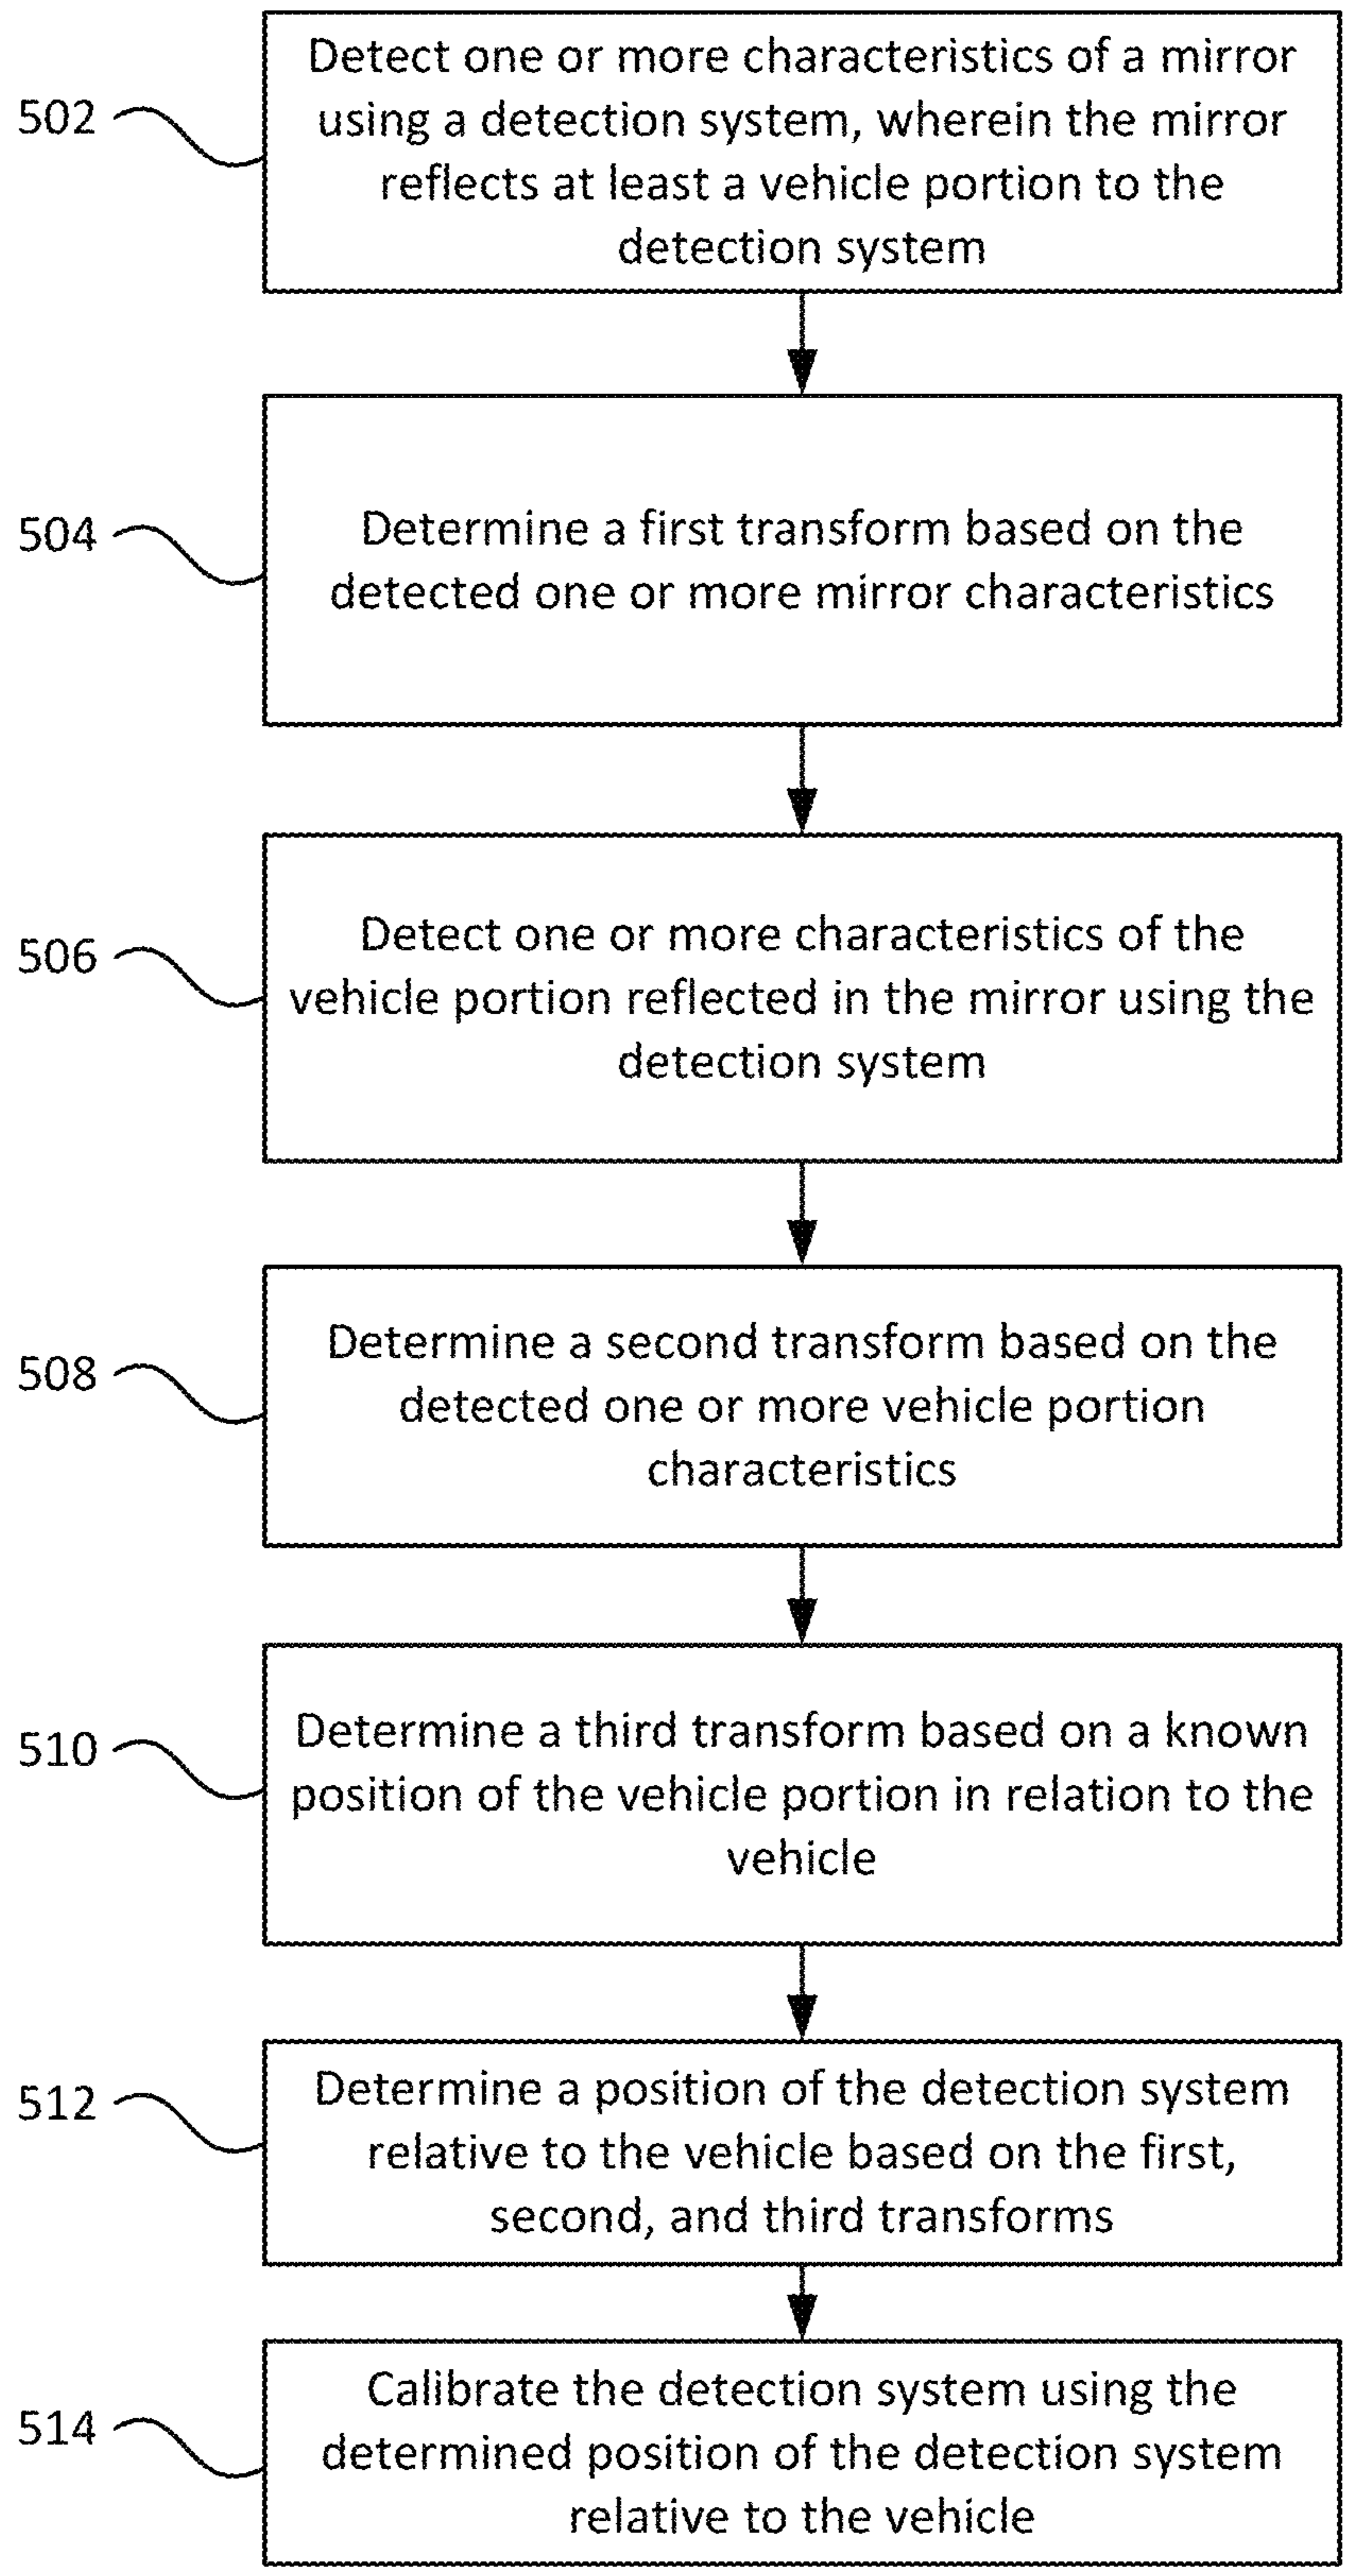 502
Detect one or more characteristics of a mirror
using a detection system, wherein the mirror
reflects at least a vehicle portion to the
detection system
504
Determine a first transform based on the
detected one or more mirror characteristics
506
Detect one or more characteristics of the
vehicle portion reflected in the mirror using the
detection system
508
Determine a second transform based on the
detected one or more vehicle portion
characteristics
510
Determine a third transform based on a known
position of the vehicle portion in relation to the
vehicle
512
Determine a position of the detection system
relative to the vehicle based on the first,
second, and third transforms
514
Calibrate the detection system using the
determined position of the detection system
relative to the vehicle